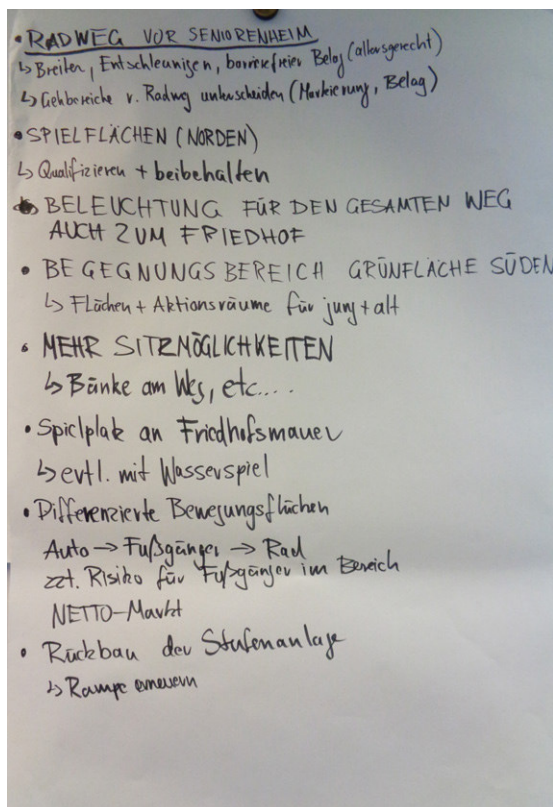 • RADWEG VOR SENIORENHEIM
↳ Breiter, Entschleunigen, barrierefreier Belag (altersgerecht)
↳ Gehbereiche v. Radweg unterscheiden (Markierung, Belag)
• SPIELFLÄCHEN (NORDEN)
↳ Qualifizieren + beibehalten
• BELEUCHTUNG FÜR DEN GESAMTEN WEG
AUCH ZUM FRIEDHOF
• BEGEGNUNGSBEREICH GRÜNFLÄCHE SÜDEN
↳ Flächen + Aktionsräume für jung + alt
• MEHR SITZMÖGLICHKEITEN
↳ Bänke am Weg, etc....
• Spielplatz an Friedhofsmauer
↳ evtl. mit Wasserspiel
• Differenzierte Bewegungsflächen
Auto → Fußgänger → Rad
zzt. Risiko für Fußgänger im Bereich
NETTO-Markt
• Rückbau der Stufenanlage
↳ Rampe erneuern